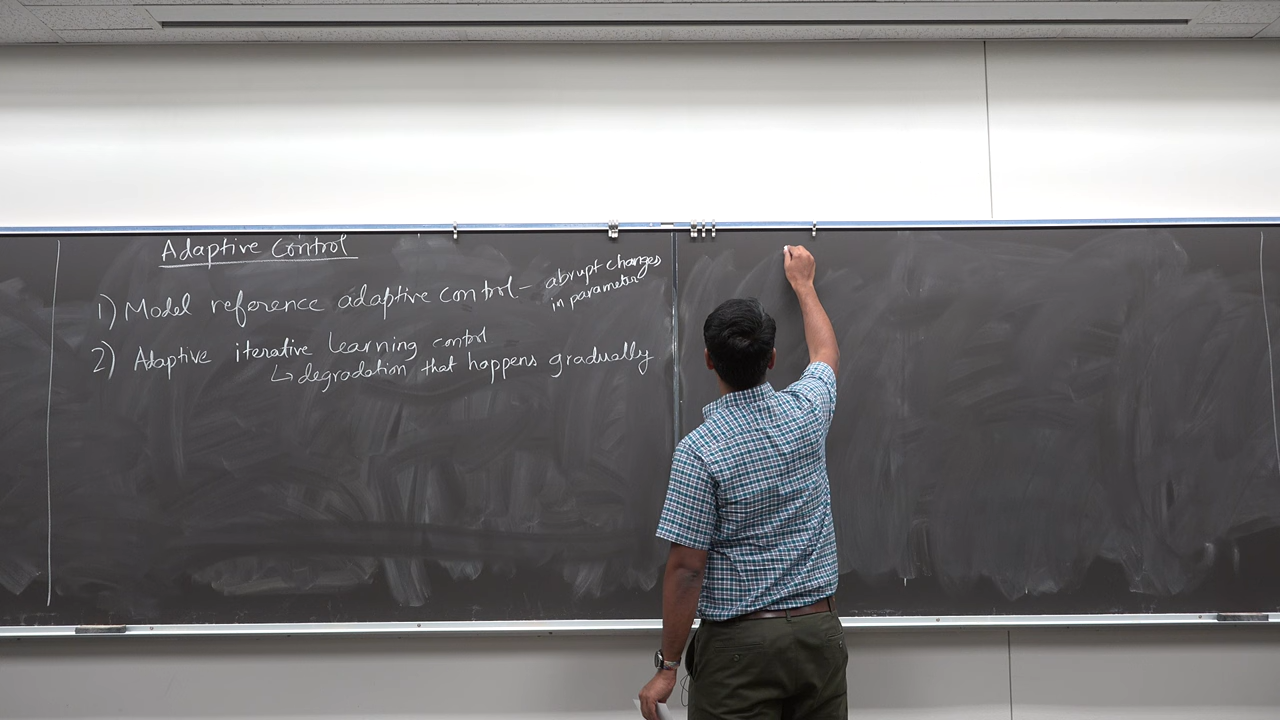 Adaptive Control
1) Model reference adaptive control - abrupt changes
in parameter
2) Adaptive iterative learning control
↳ degradation that happens gradually